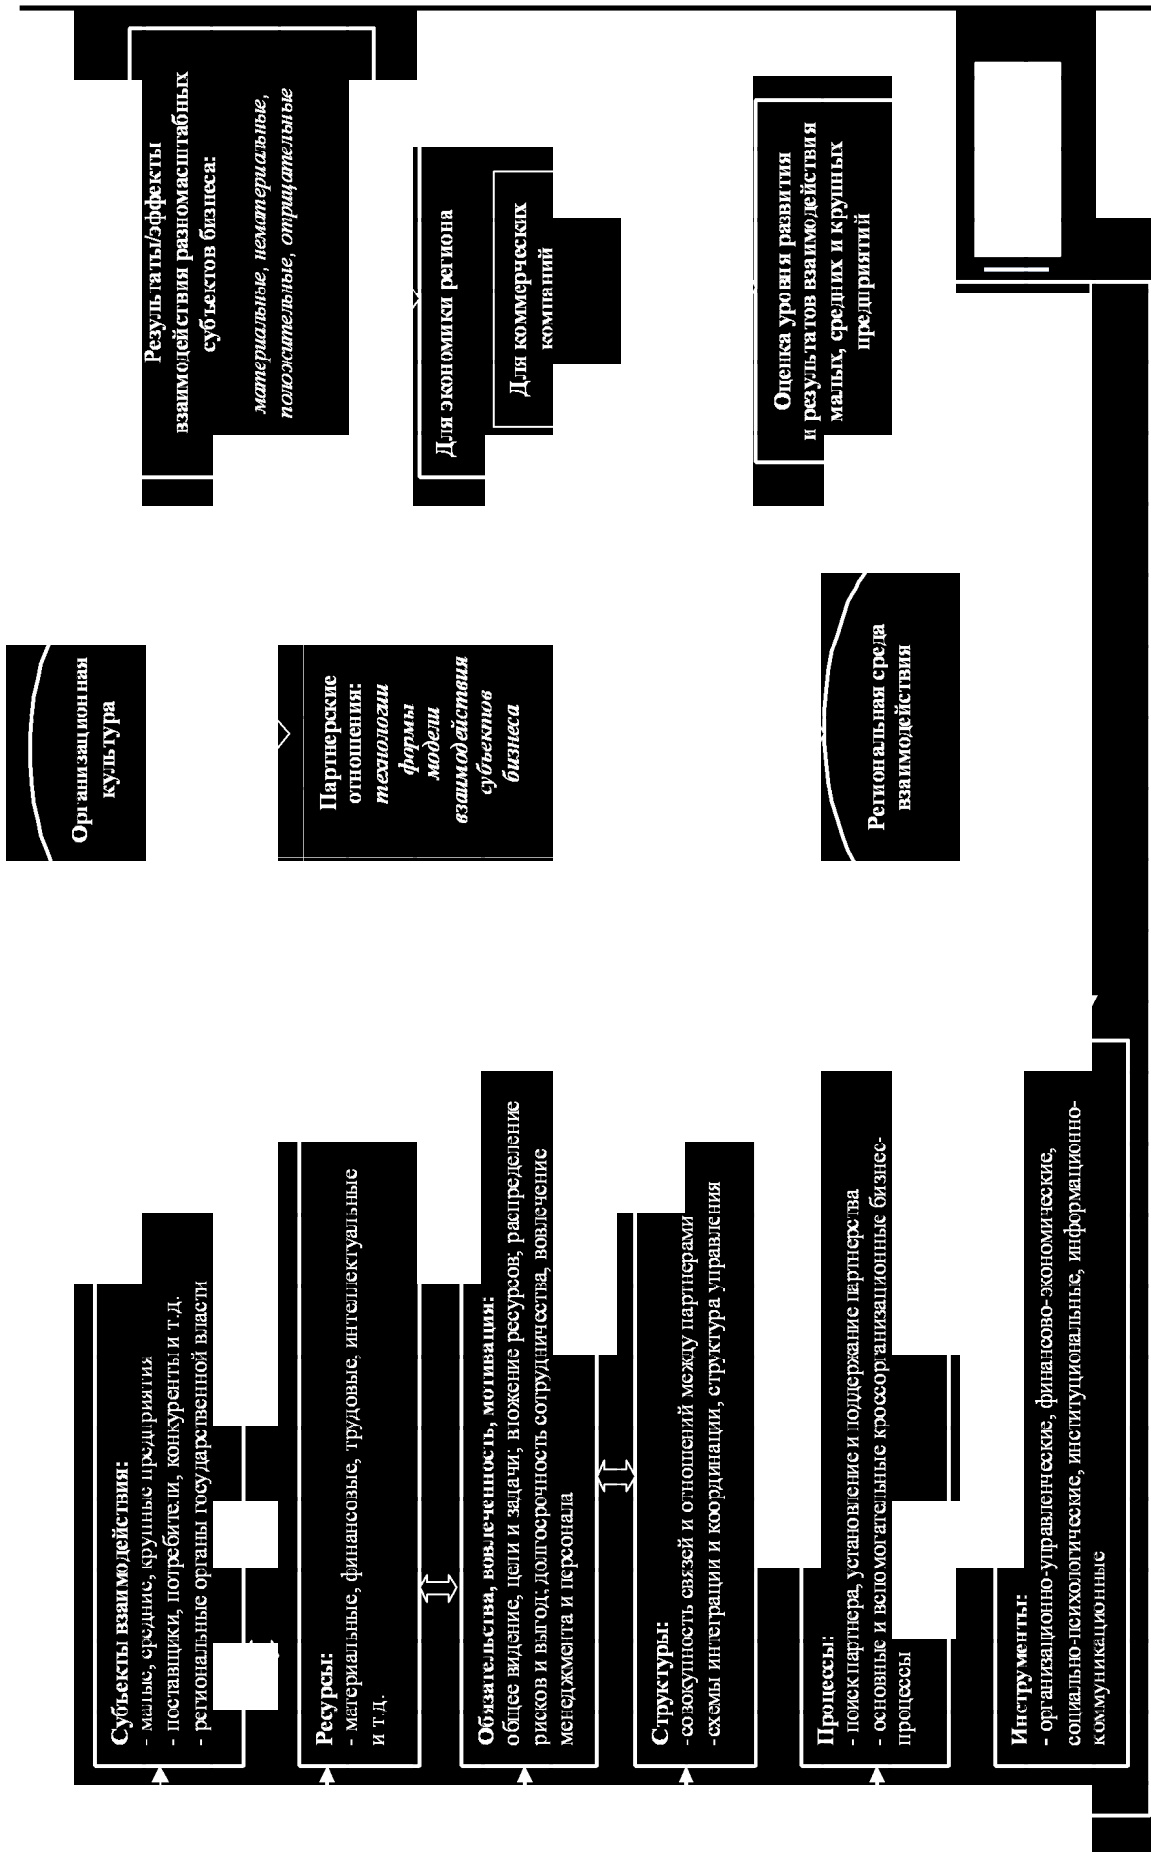 Субъекты взаимодействия:
- малые, средние, крупные предприятия
- поставщики, потребители, конкуренты и т.д.
- региональные органы государственной власти
Ресурсы:
- материальные, финансовые, трудовые, интеллектуальные
и т.д.
Обязательства, вовлеченность, мотивация:
общее видение, цели и задачи; вложение ресурсов; распределение
рисков и выгод; долгосрочность сотрудничества, вовлечение
менеджмента и персонала
Структуры:
-совокупность связей и отношений между партнерами
-схемы интеграции и координации, структура управления
Процессы:
- поиск партнера, установление и поддержание партнерства
- основные и вспомогательные кроссорганизационные бизнес-
процессы
Инструменты:
- организационно-управленческие, финансово-экономические,
социально-психологические, институциональные, информационно-
коммуникационные
Организационная
культура
Партнерские
отношения:
технологии
формы
модели
взаимодействия
субъектов
бизнеса
Региональная среда
взаимодействия
Результаты/эффекты
взаимодействия разномасштабных
субъектов бизнеса:
материальные, нематериальные,
положительные, отрицательные
Для экономики региона
Для коммерческих
компаний
Оценка уровня развития
и результатов взаимодействия
малых, средних и крупных
предприятий